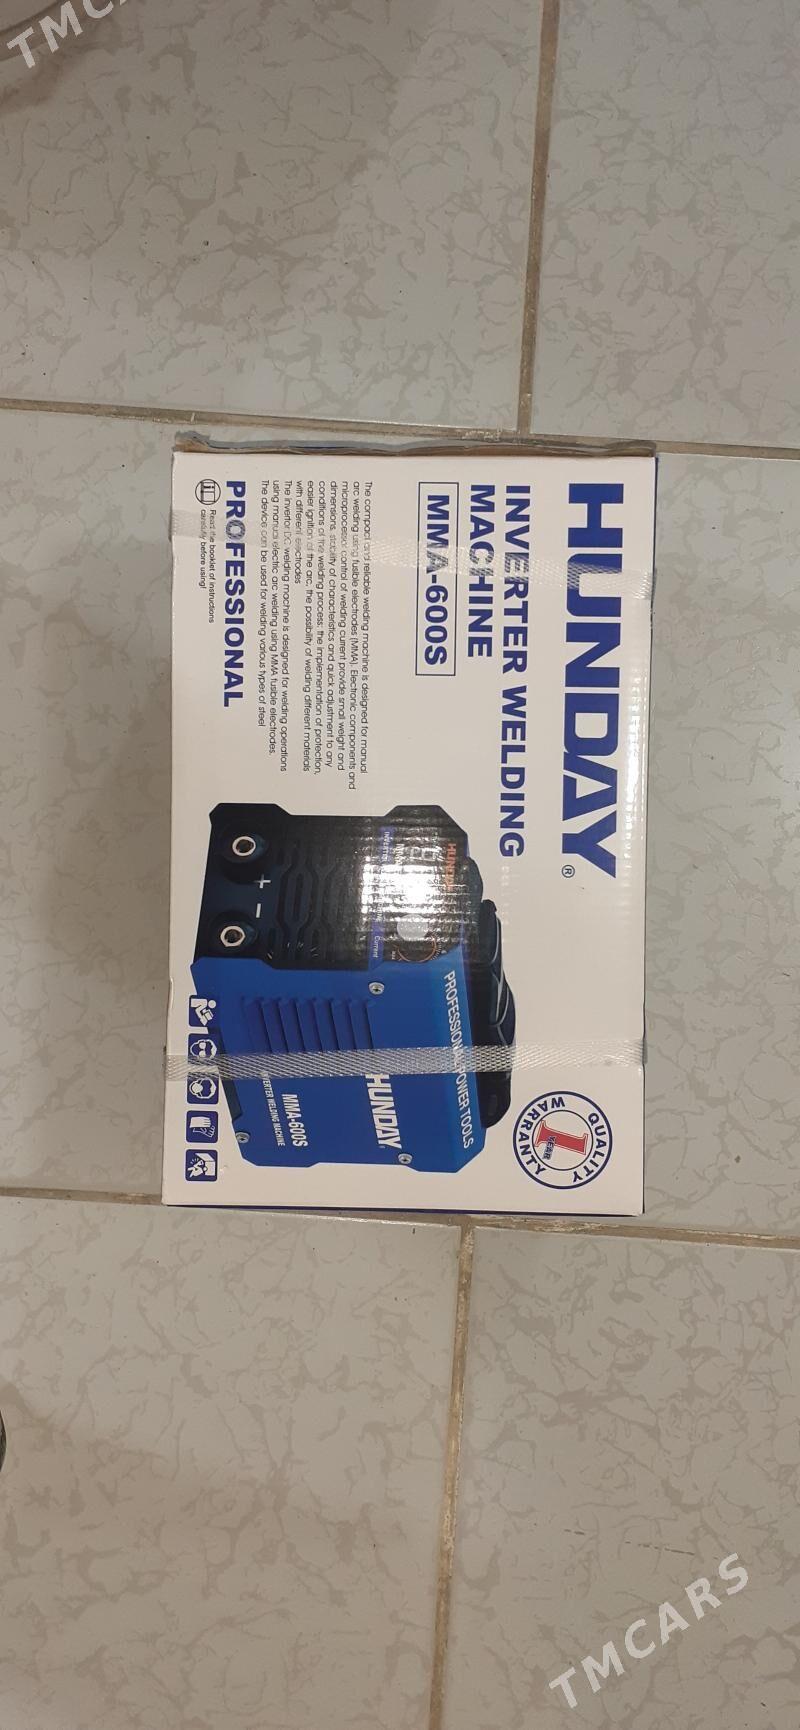 TMCARS
HUNDAY®
INVERTER WELDING
MACHINE
MMA-600S
The compact and reliable welding machine is designed for manual
arc welding using fusible electrodes (MMA). Electronic components and
microprocessor control of welding current provide small weight and
dimensions, stability of characteristics and quick adjustment to any
conditions of the welding process: the implementation of protection,
easier ignition of the arc, the possibility of welding different materials
with different electrodes
The invertor DC welding machine is designed for welding operations
using manual electric arc welding using MMA fusible electrodes.
The device can be used for welding various types of steel
PROFESSIONAL
Read the booklet of instructions
carefully before using!
QUALITY
1
YEAR
WARRANTY
PROFESSIONAL POWER TOOLS
HUNDAY
MMA-600S
INVERTER WELDING MACHINE
Current
+ -
TMCARS